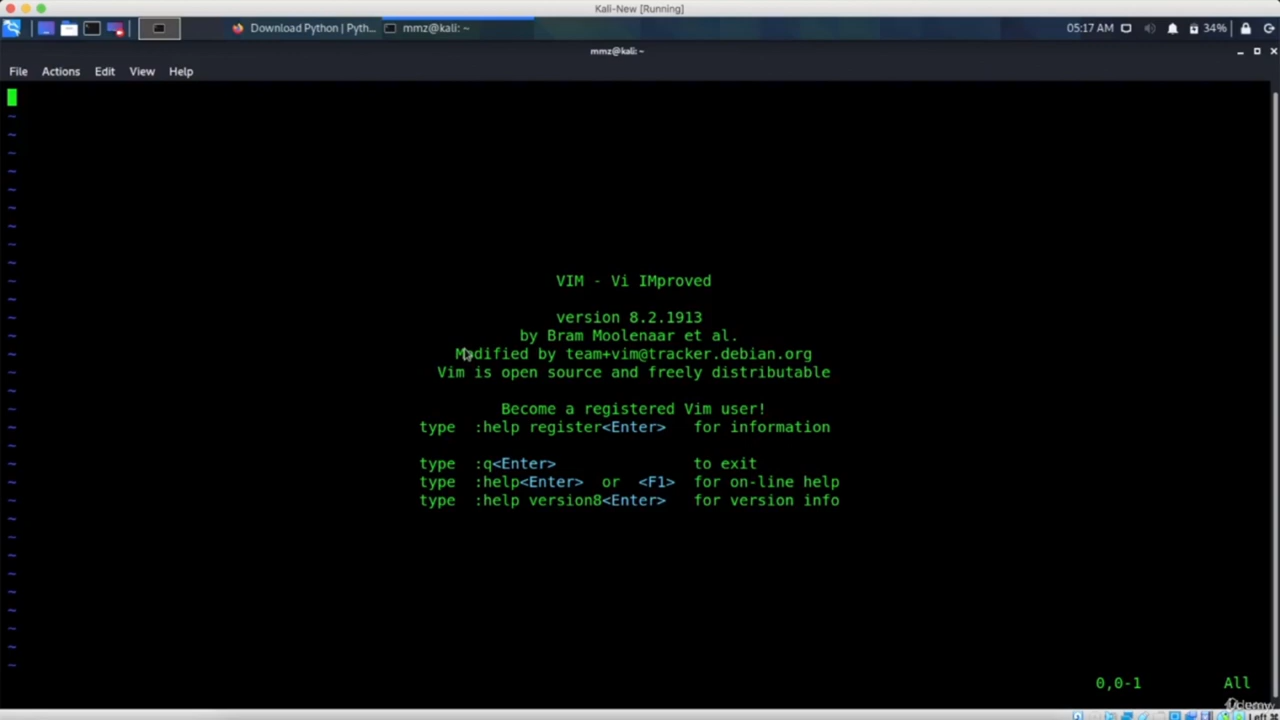 Kali-New [Running]
Download Python | Pyth... mmz@kali: ~ 05:17 AM 34%
mmz@kali: ~
File Actions Edit View Help
~
~
~
~
~
~
~
~
~
VIM - Vi IMproved
~
~
version 8.2.1913
by Bram Moolenaar et al.
Modified by team+vim@tracker.debian.org
Vim is open source and freely distributable
~
Become a registered Vim user!
type :help register<Enter> for information
~
type :q<Enter> to exit
type :help<Enter> or <F1> for on-line help
type :help version8<Enter> for version info
~
~
~
~
~
~
~
~
~
0,0-1 All
Udemy
Left ⌘